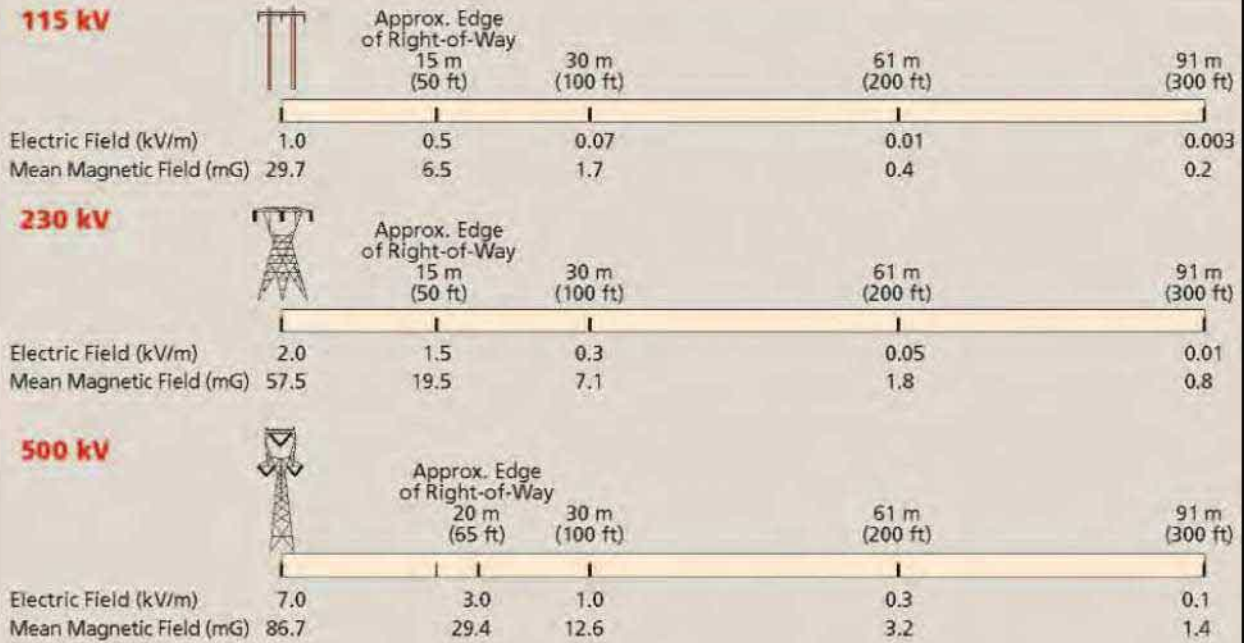 115 kV
Approx. Edge
of Right-of-Way
15 m 30 m 61 m 91 m
(50 ft) (100 ft) (200 ft) (300 ft)
Electric Field (kV/m) 1.0 0.5 0.07 0.01 0.003
Mean Magnetic Field (mG) 29.7 6.5 1.7 0.4 0.2
230 kV
Approx. Edge
of Right-of-Way
15 m 30 m 61 m 91 m
(50 ft) (100 ft) (200 ft) (300 ft)
Electric Field (kV/m) 2.0 1.5 0.3 0.05 0.01
Mean Magnetic Field (mG) 57.5 19.5 7.1 1.8 0.8
500 kV
Approx. Edge
of Right-of-Way
20 m 30 m 61 m 91 m
(65 ft) (100 ft) (200 ft) (300 ft)
Electric Field (kV/m) 7.0 3.0 1.0 0.3 0.1
Mean Magnetic Field (mG) 86.7 29.4 12.6 3.2 1.4